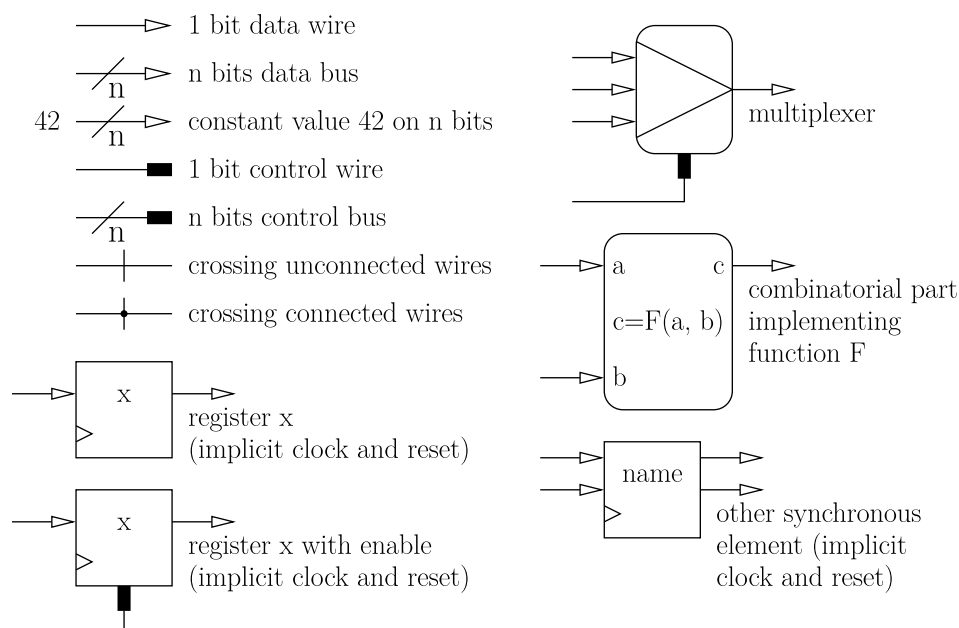 1 bit data wire
n
n bits data bus
42
n
constant value 42 on n bits
1 bit control wire
n
n bits control bus
crossing unconnected wires
crossing connected wires
x
register x
(implicit clock and reset)
x
register x with enable
(implicit clock and reset)
multiplexer
a
c
c=F(a, b)
b
combinatorial part
implementing
function F
name
other synchronous
element (implicit
clock and reset)